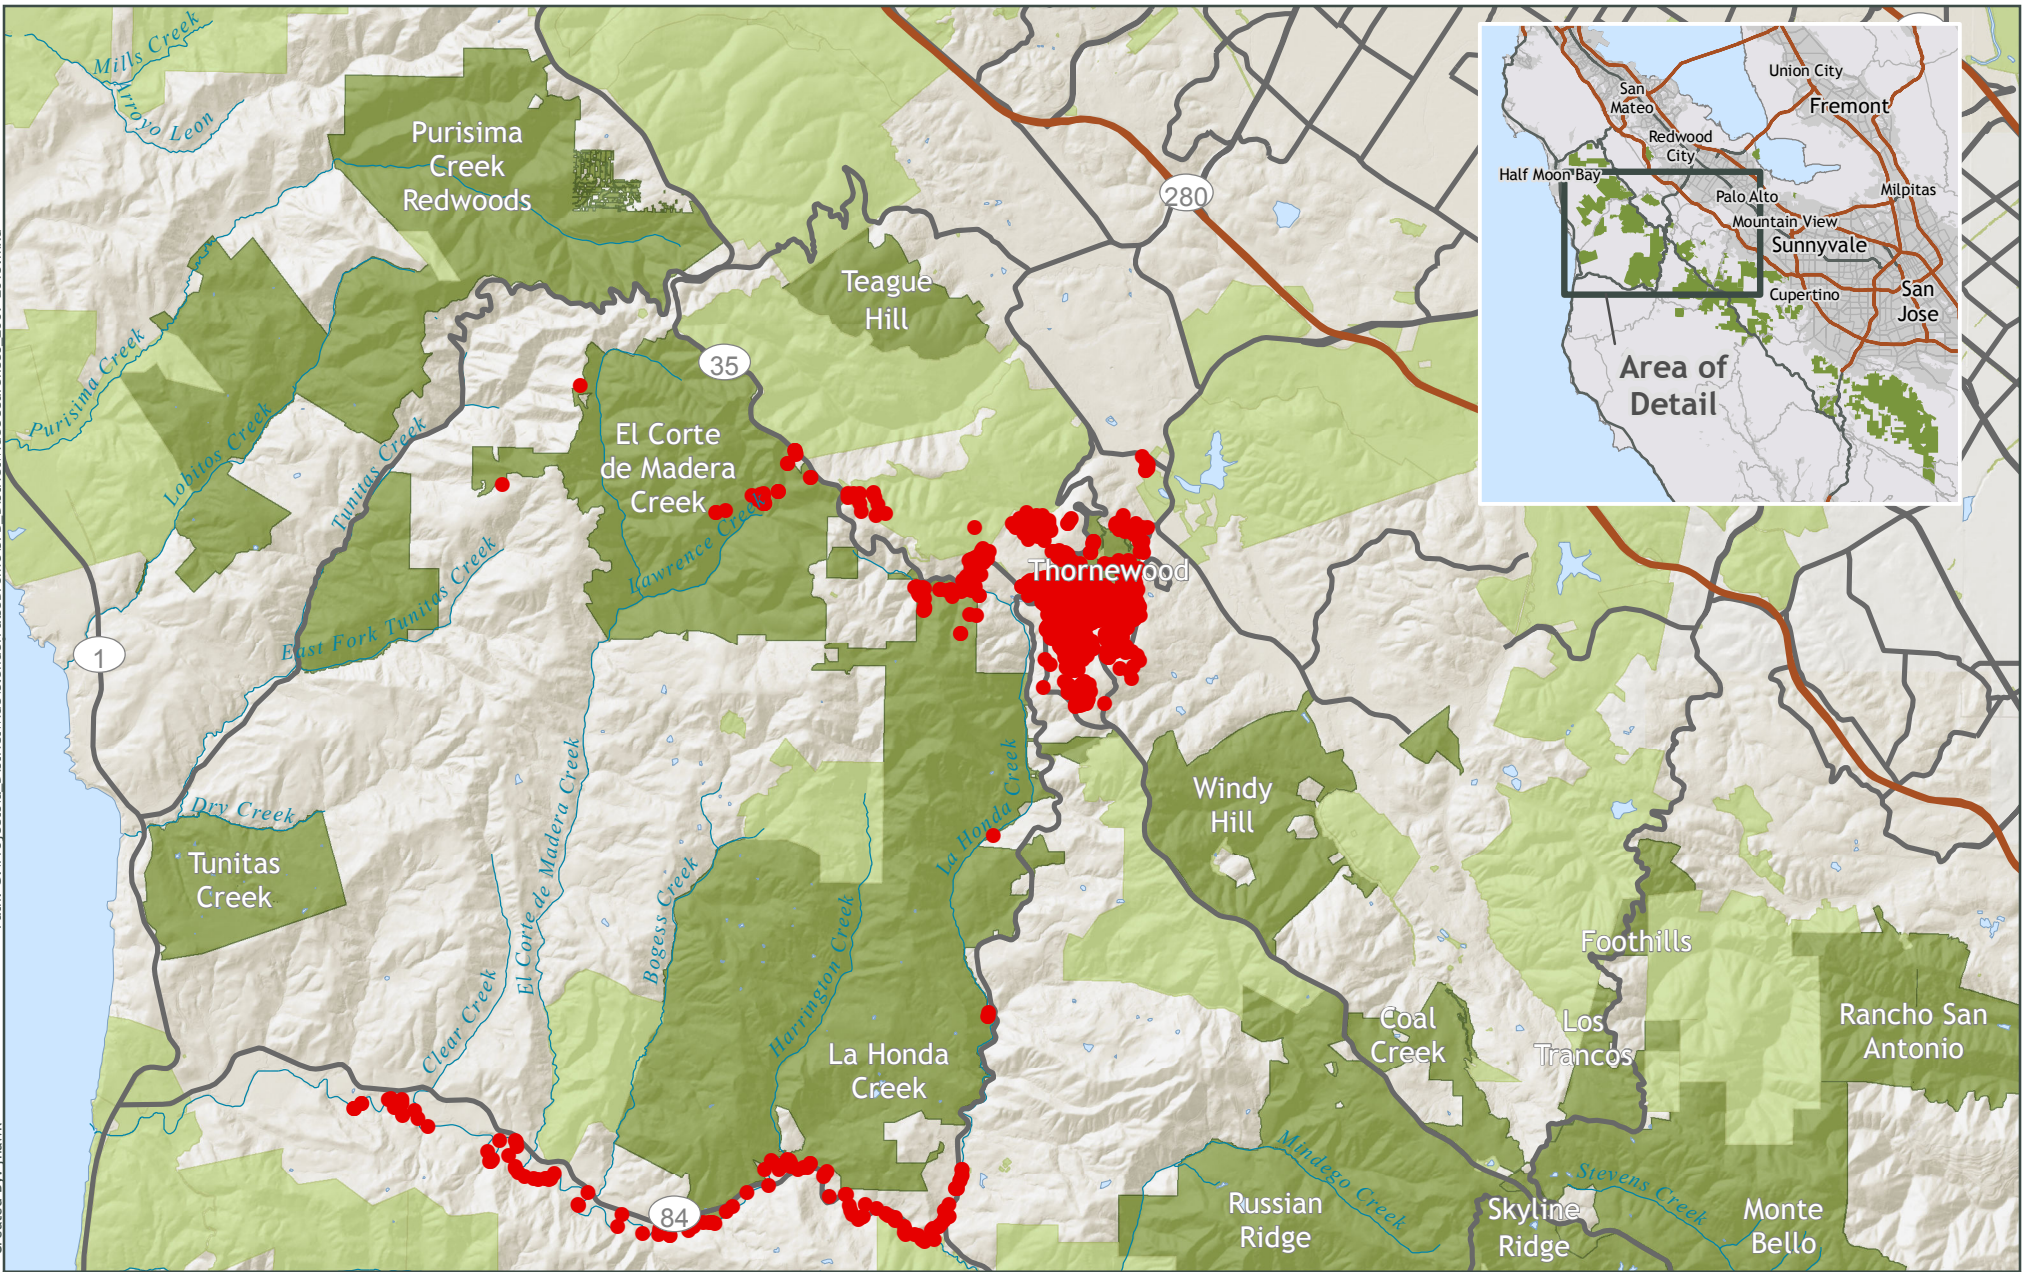 Mills Creek
Arroyo Leon
Purisima
Creek
Redwoods
280
Teague
Hill
35
Purisima Creek
Lobitos Creek
Tunitas Creek
El Corte
de Madera
Creek
Lawrence Creek
East Fork Tunitas Creek
Thornewood
1
Dry Creek
Tunitas
Creek
El Corte de Madera Creek
Clear Creek
Bogess Creek
Harrington Creek
La Honda Creek
La Honda
Creek
Windy
Hill
Foothills
Coal
Creek
Los
Trancos
Rancho San
Antonio
84
Mindego Creek
Russian
Ridge
Skyline
Ridge
Stevens Creek
Monte
Bello
San
Mateo
Union City
Fremont
Redwood
City
Half Moon Bay
Palo Alto
Milpitas
Mountain View
Sunnyvale
Cupertino
San
Jose
Area of
Detail